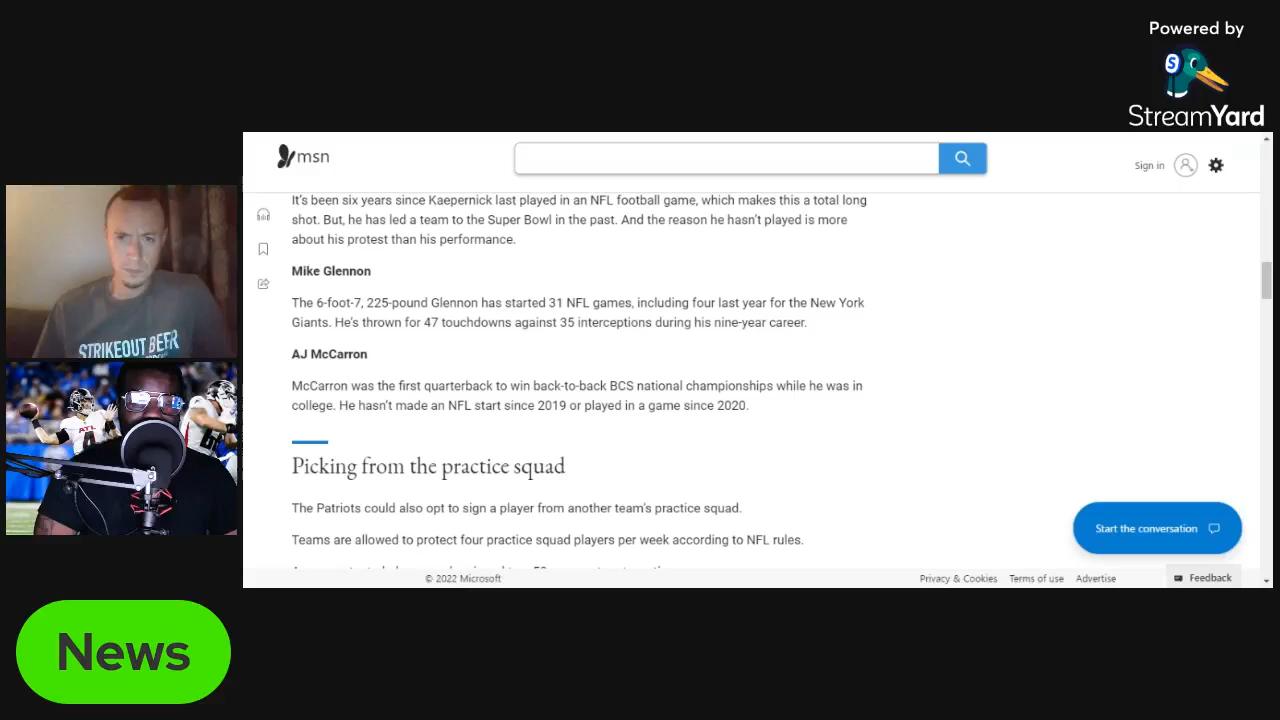 Powered by
StreamYard
msn
Sign in
It's been six years since Kaepernick last played in an NFL football game, which makes this a total long
shot. But, he has led a team to the Super Bowl in the past. And the reason he hasn't played is more
about his protest than his performance.
Mike Glennon
The 6-foot-7, 225-pound Glennon has started 31 NFL games, including four last year for the New York
Giants. He's thrown for 47 touchdowns against 35 interceptions during his nine-year career.
AJ McCarron
McCarron was the first quarterback to win back-to-back BCS national championships while he was in
college. He hasn't made an NFL start since 2019 or played in a game since 2020.
Picking from the practice squad
The Patriots could also opt to sign a player from another team's practice squad.
Teams are allowed to protect four practice squad players per week according to NFL rules.
Start the conversation
© 2022 Microsoft
Privacy & Cookies
Terms of use
Advertise
Feedback
STRIKEOUT BEER
ATL
4
News